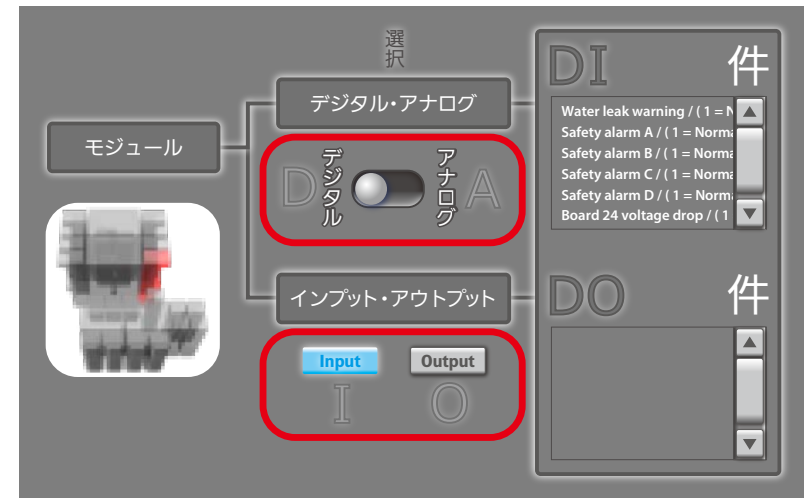 選択
モジュール
デジタル・アナログ
D
デジタル
アナログ
A
インプット・アウトプット
Input
Output
I
O
DI
件
Water leak warning / ( 1 = N
Safety alarm A / ( 1 = Norma
Safety alarm B / ( 1 = Norma
Safety alarm C / ( 1 = Norma
Safety alarm D / ( 1 = Norma
Board 24 voltage drop / ( 1
DO
件